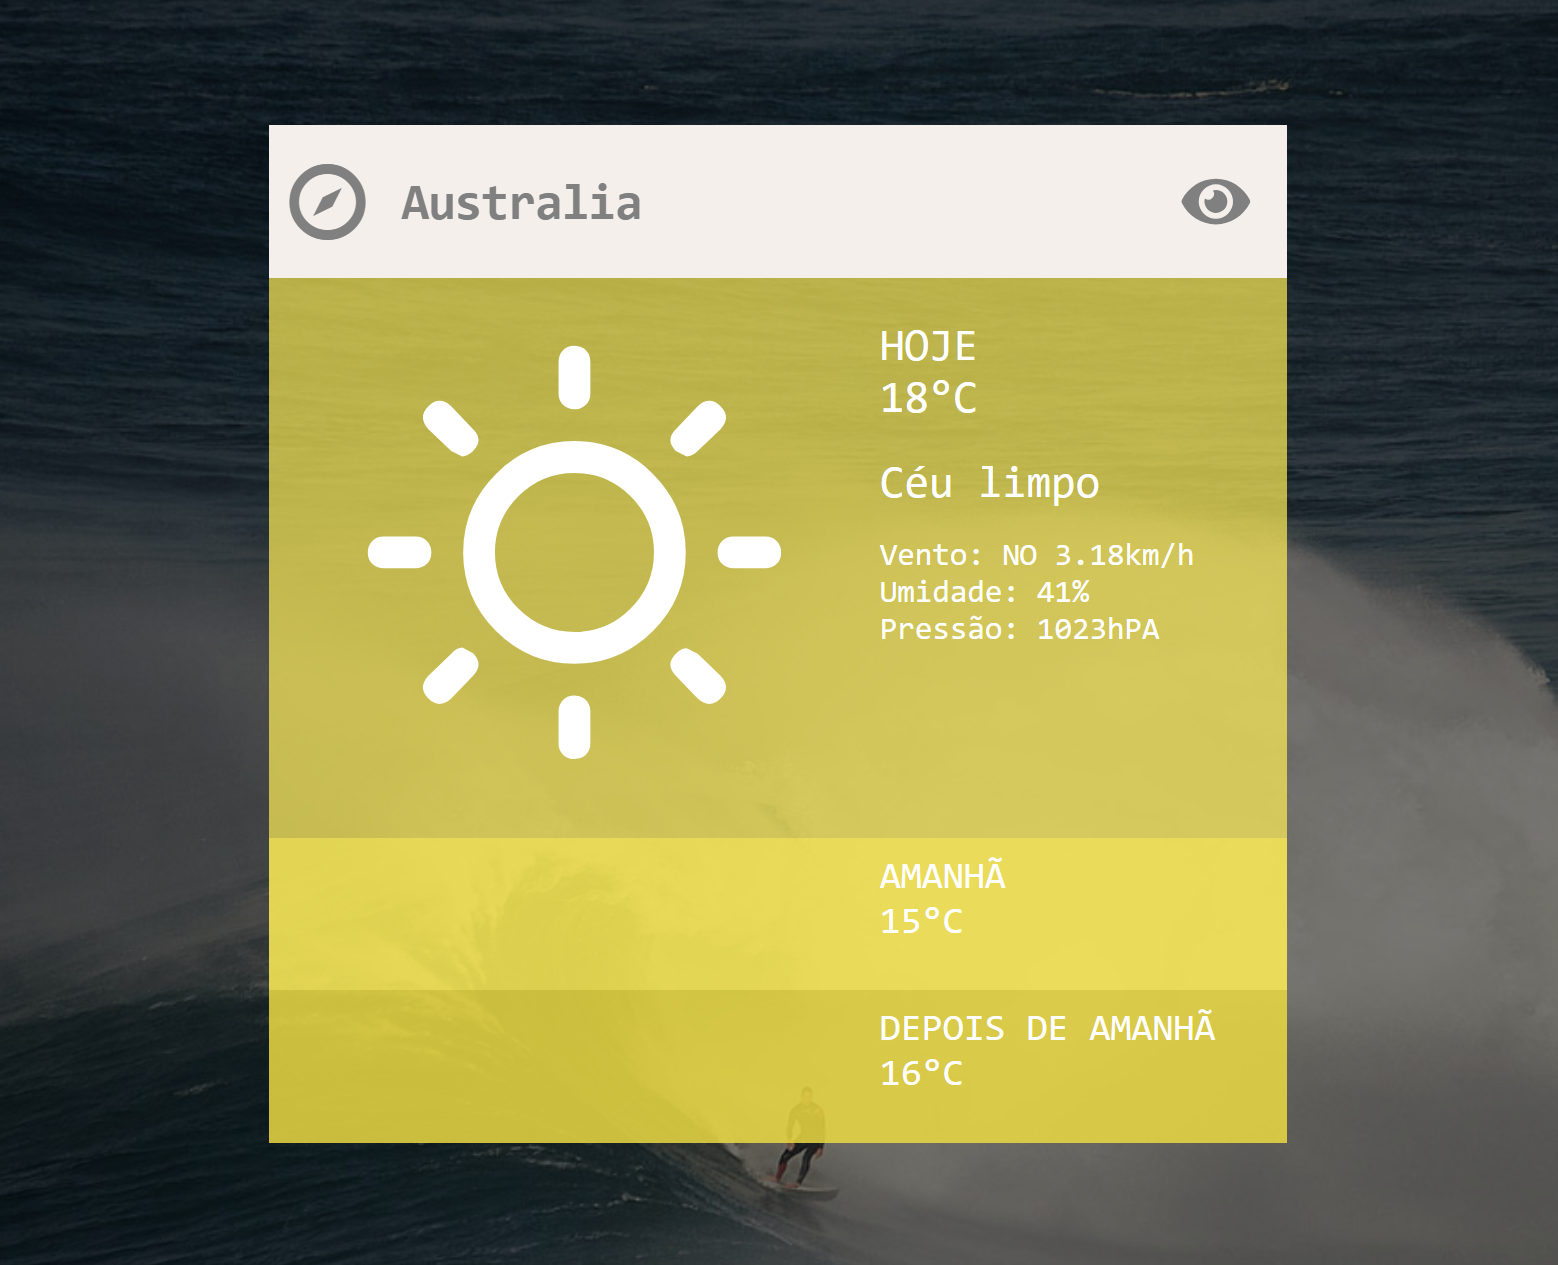 Australia
HOJE
18°C
Céu limpo
Vento: NO 3.18km/h
Umidade: 41%
Pressão: 1023hPA
AMANHÃ
15°C
DEPOIS DE AMANHÃ
16°C